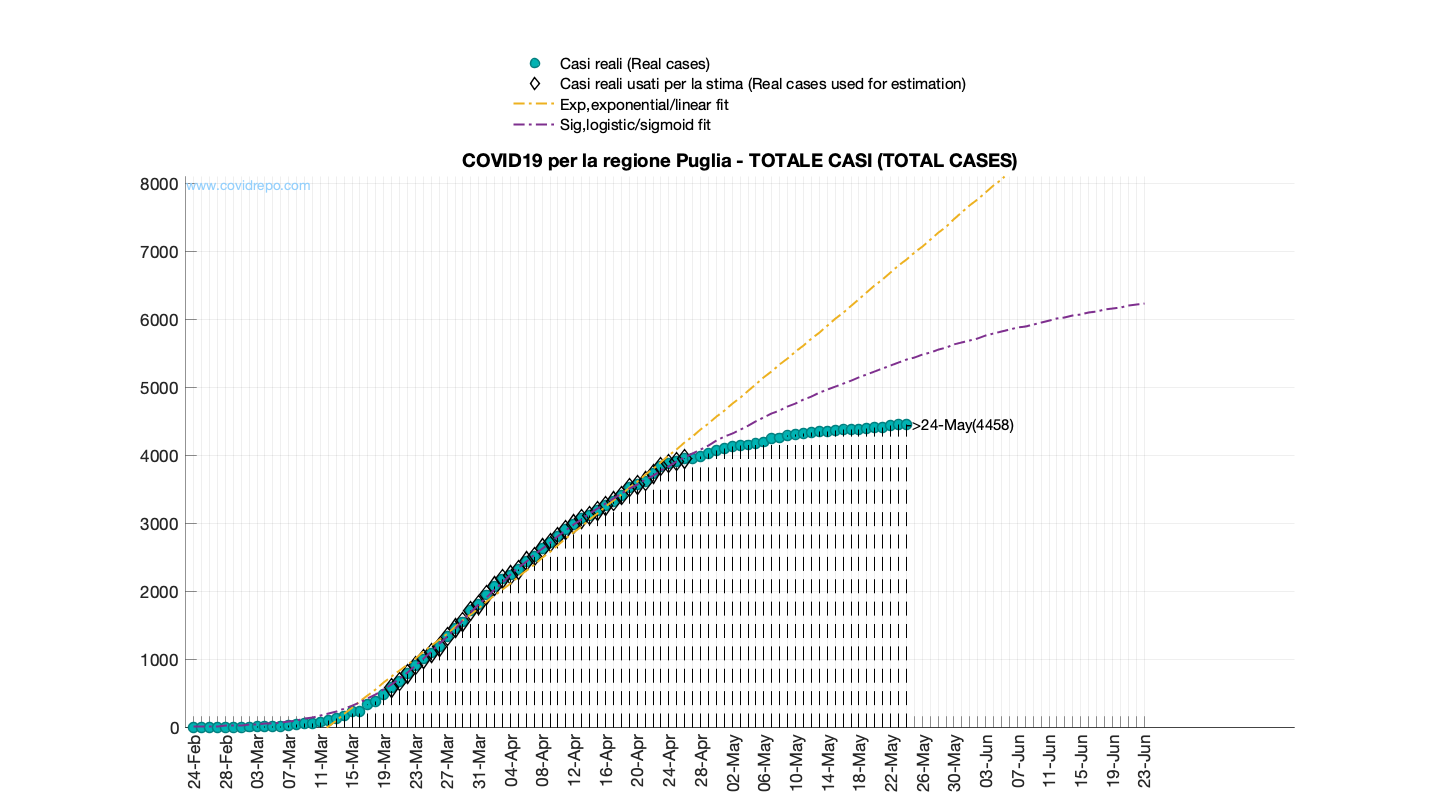 Casi reali (Real cases)
Casi reali usati per la stima (Real cases used for estimation)
Exp,exponential/linear fit
Sig,logistic/sigmoid fit
COVID19 per la regione Puglia - TOTALE CASI (TOTAL CASES)
www.covidrepo.com
8000
7000
6000
5000
4000
3000
2000
1000
0
>24-May(4458)
24-Feb
28-Feb
03-Mar
07-Mar
11-Mar
15-Mar
19-Mar
23-Mar
27-Mar
31-Mar
04-Apr
08-Apr
12-Apr
16-Apr
20-Apr
24-Apr
28-Apr
02-May
06-May
10-May
14-May
18-May
22-May
26-May
30-May
03-Jun
07-Jun
11-Jun
15-Jun
19-Jun
23-Jun